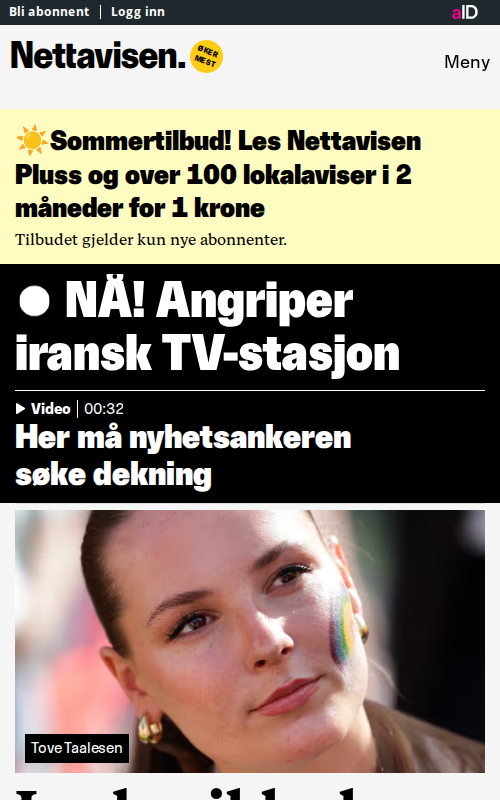 Bli abonnent Logg inn aID
Nettavisen. ØKER MEST
Meny
Sommertilbud! Les Nettavisen
Pluss og over 100 lokalaviser i 2
måneder for 1 krone
Tilbudet gjelder kun nye abonnenter.
NÅ! Angriper
iransk TV-stasjon
Video 00:32
Her må nyhetsankeren
søke dekning
Tove Taalesen